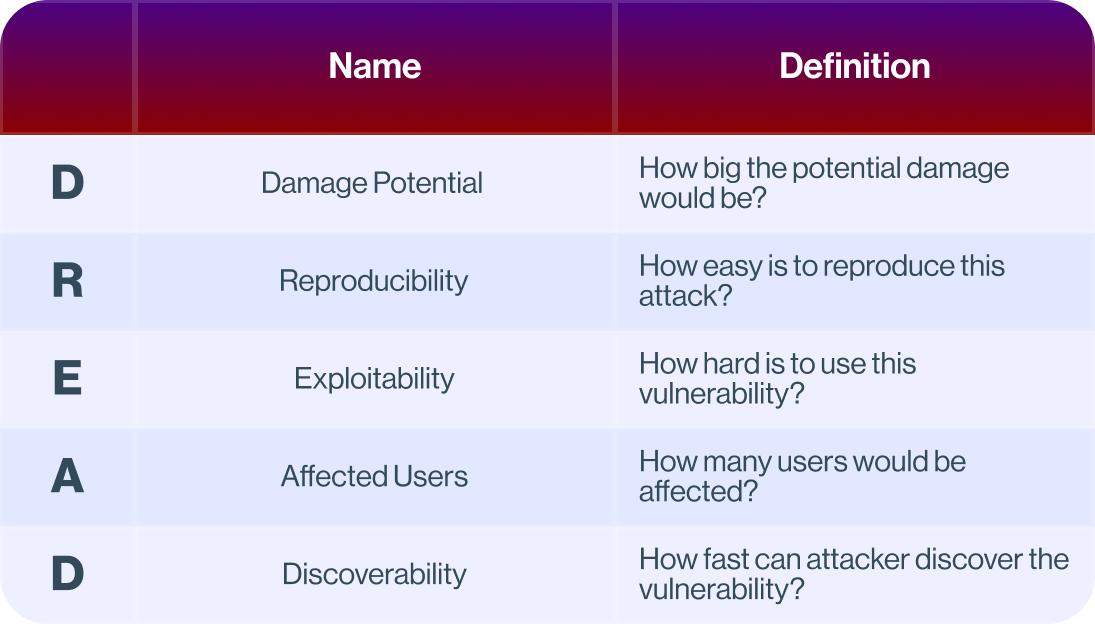 Name
Definition
D
Damage Potential
How big the potential damage
would be?
R
Reproducibility
How easy is to reproduce this
attack?
E
Exploitability
How hard is to use this
vulnerability?
A
Affected Users
How many users would be
affected?
D
Discoverability
How fast can attacker discover the
vulnerability?